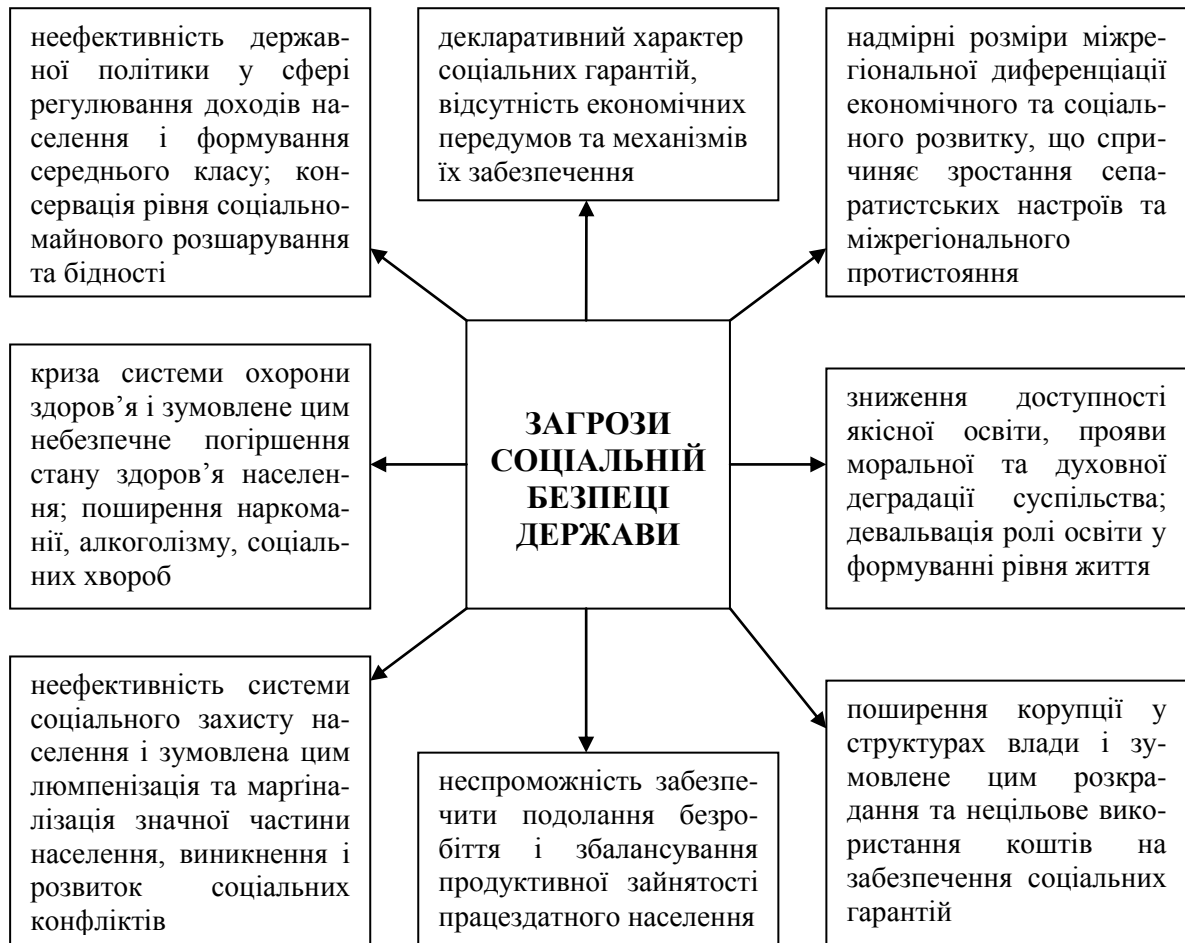 неефективність держав-
ної політики у сфері
регулювання доходів на-
селення і формування
середнього класу; кон-
сервація рівня соціально-
майнового розшарування
та бідності
декларативний характер
соціальних гарантій,
відсутність економічних
передумов та механізмів
їх забезпечення
надмірні розміри міжре-
гіональної диференціації
економічного та соціаль-
ного розвитку, що спри-
чиняє зростання сепа-
ратистських настроїв та
міжрегіонального
протистояння
криза системи охорони
здоров’я і зумовлене цим
небезпечне погіршення
стану здоров’я населен-
ня; поширення наркома-
нії, алкоголізму, соціаль-
них хвороб
ЗАГРОЗИ
СОЦІАЛЬНІЙ
БЕЗПЕЦІ
ДЕРЖАВИ
зниження доступності
якісної освіти, прояви
моральної та духовної
деградації суспільства;
девальвація ролі освіти у
формуванні рівня життя
неефективність системи
соціального захисту на-
селення і зумовлена цим
люмпенізація та марґіна-
лізація значної частини
населення, виникнення і
розвиток соціальних
конфліктів
неспроможність забезпе-
чити подолання безро-
біття і збалансування
продуктивної зайнятості
працездатного населення
поширення корупції у
структурах влади і зу-
мовлене цим розкра-
дання та нецільове вико-
ристання коштів на
забезпечення соціальних
гарантій